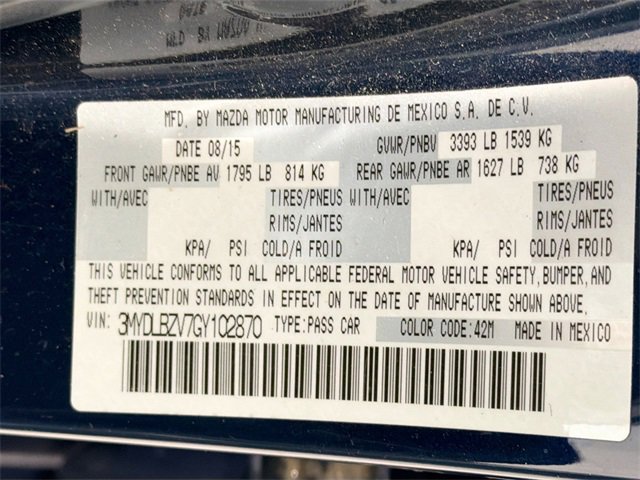 MFD. BY MAZDA MOTOR MANUFACTURING DE MEXICO S.A. DE C.V.
DATE 08/15 GVWR/PNBV 3393 LB 1539 KG
FRONT GAWR/PNBE AV 1795 LB 814 KG REAR GAWR/PNBE AR 1627 LB 738 KG
WITH/AVEC TIRES/PNEUS WITH/AVEC TIRES/PNEUS
RIMS/JANTES RIMS/JANTES
KPA/ PSI COLD/A FROID KPA/ PSI COLD/A FROID
THIS VEHICLE CONFORMS TO ALL APPLICABLE FEDERAL MOTOR VEHICLE SAFETY,BUMPER,AND
THEFT PREVENTION STANDARDS IN EFFECT ON THE DATE OF MANUFACTURE SHOWN ABOVE.
VIN: 3MYDLBZV7GY102870 TYPE:PASS CAR COLOR CODE:42M MADE IN MEXICO